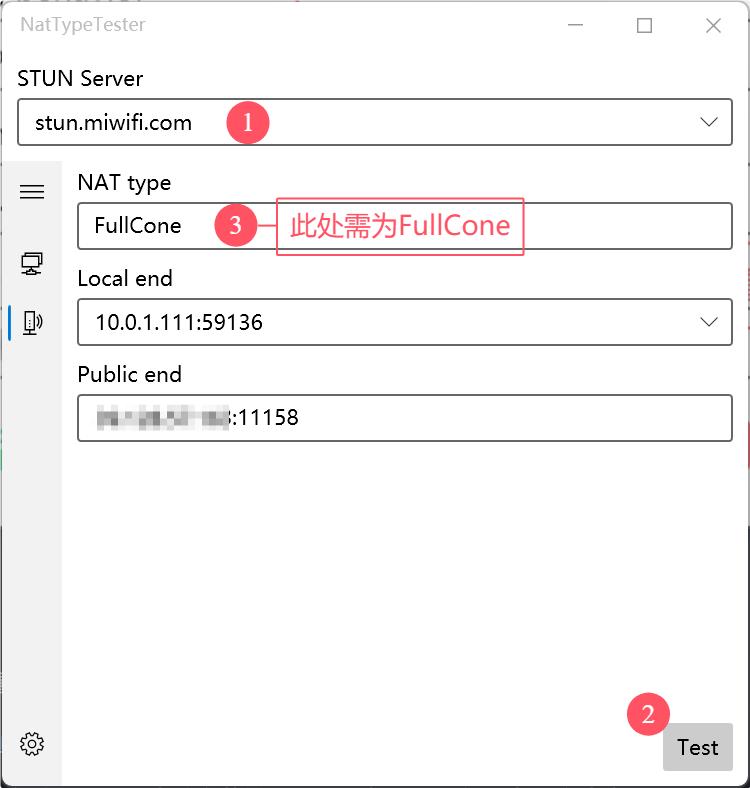 NatTypeTester
STUN Server
stun.miwifi.com 1
NAT type
FullCone 3 此处需为FullCone
Local end
10.0.1.111:59136
Public end
:11158
2
Test